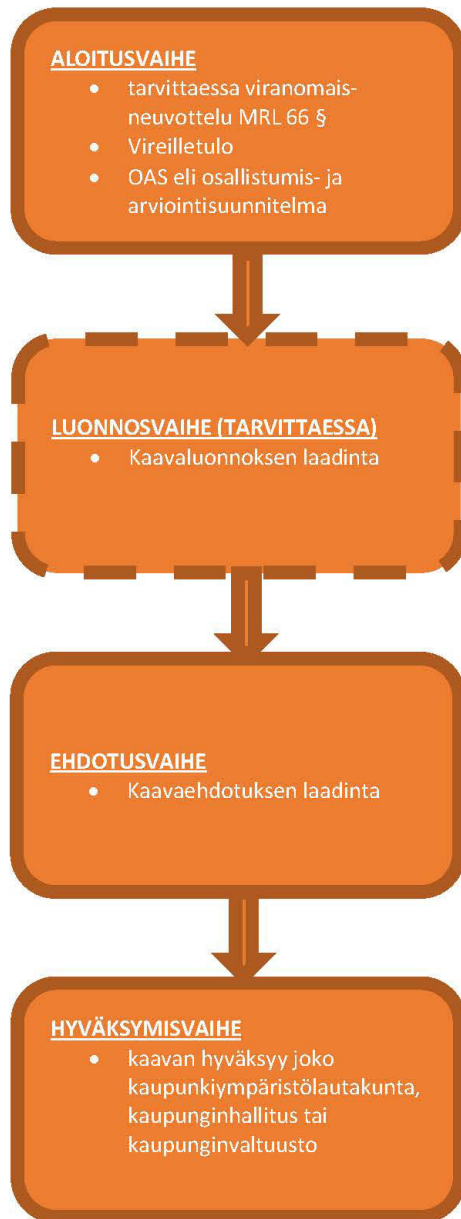 ALOITUSVAIHE
• tarvittaessa viranomais-
neuvottelu MRL 66 §
• Vireilletulo
• OAS eli osallistumis- ja
arviointisuunnitelma
LUONNOSVAIHE (TARVITTAESSA)
• Kaavaluonnoksen laadinta
EHDOTUSVAIHE
• Kaavaehdotuksen laadinta
HYVÄKSYMISVAIHE
• kaavan hyväksyy joko
kaupunkiympäristölautakunta,
kaupunginhallitus tai
kaupunginvaltuusto